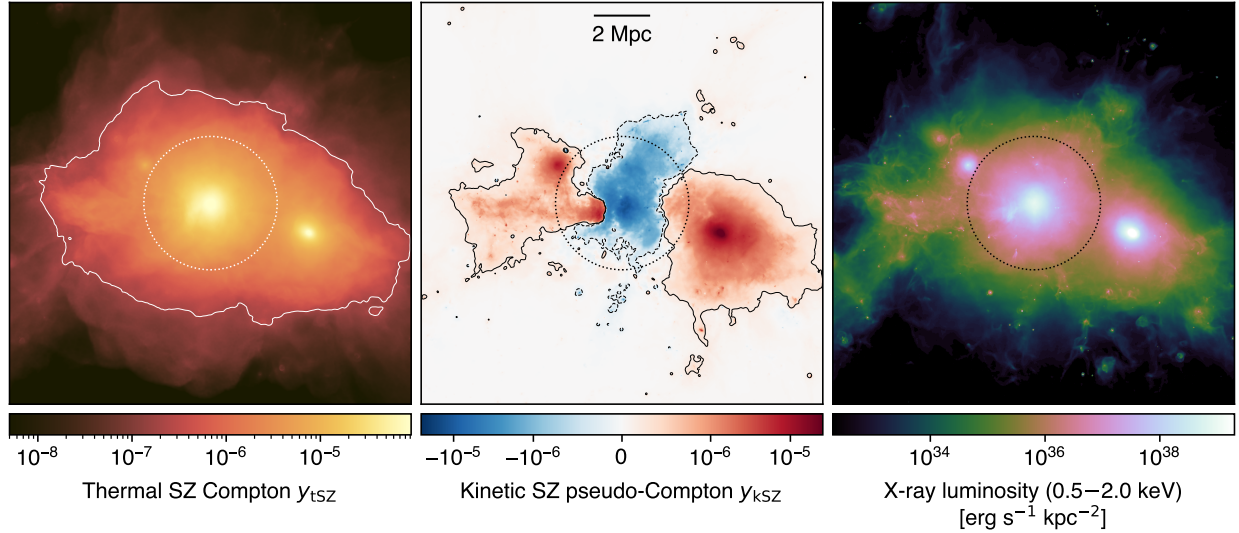 2 Mpc
10⁻⁸ 10⁻⁷ 10⁻⁶ 10⁻⁵
Thermal SZ Compton y_tSZ
−10⁻⁵ −10⁻⁶ 0 10⁻⁶ 10⁻⁵
Kinetic SZ pseudo-Compton y_kSZ
10³⁴ 10³⁶ 10³⁸
X-ray luminosity (0.5−2.0 keV)
[erg s⁻¹ kpc⁻²]